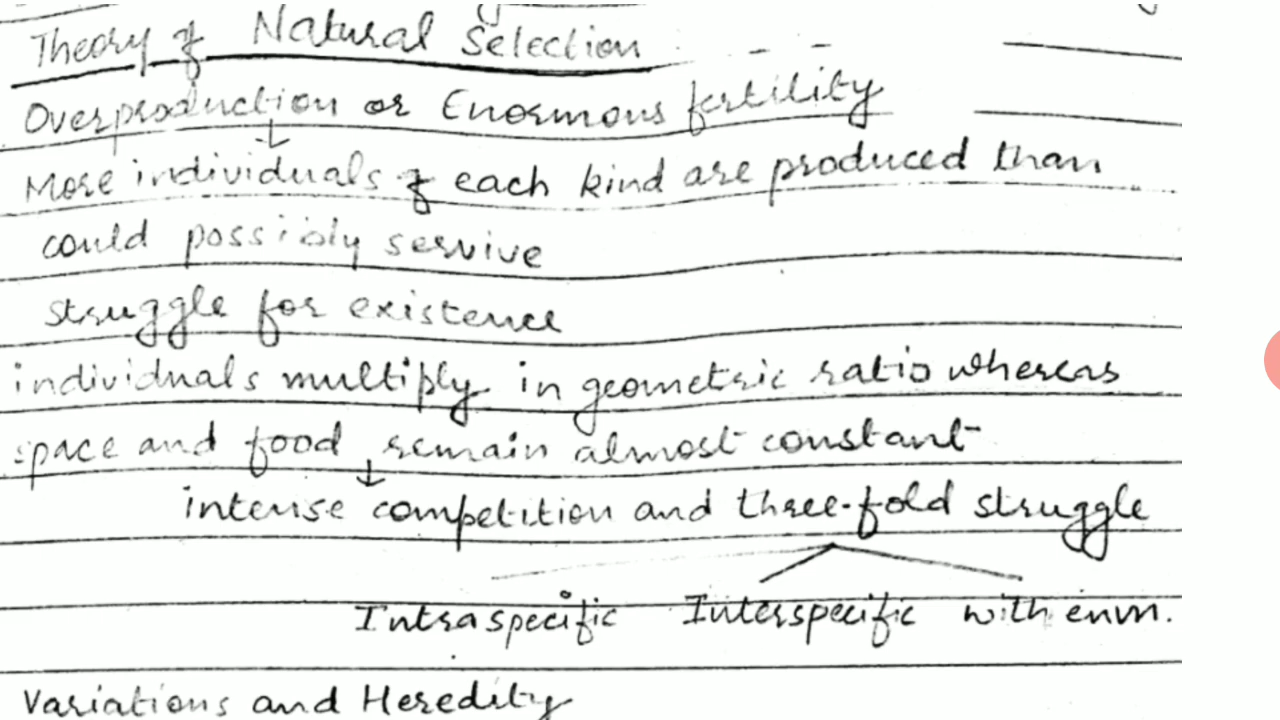 Theory of Natural Selection
Overproduction or Enormous fertility
↓
More individuals of each kind are produced than
could possibly servive
struggle for existence
individuals multiply in geometric ratio whereas
space and food remain almost constant
↓
intense competition and three-fold struggle
Intraspecific Interspecific with envn.
Variations and Heredity